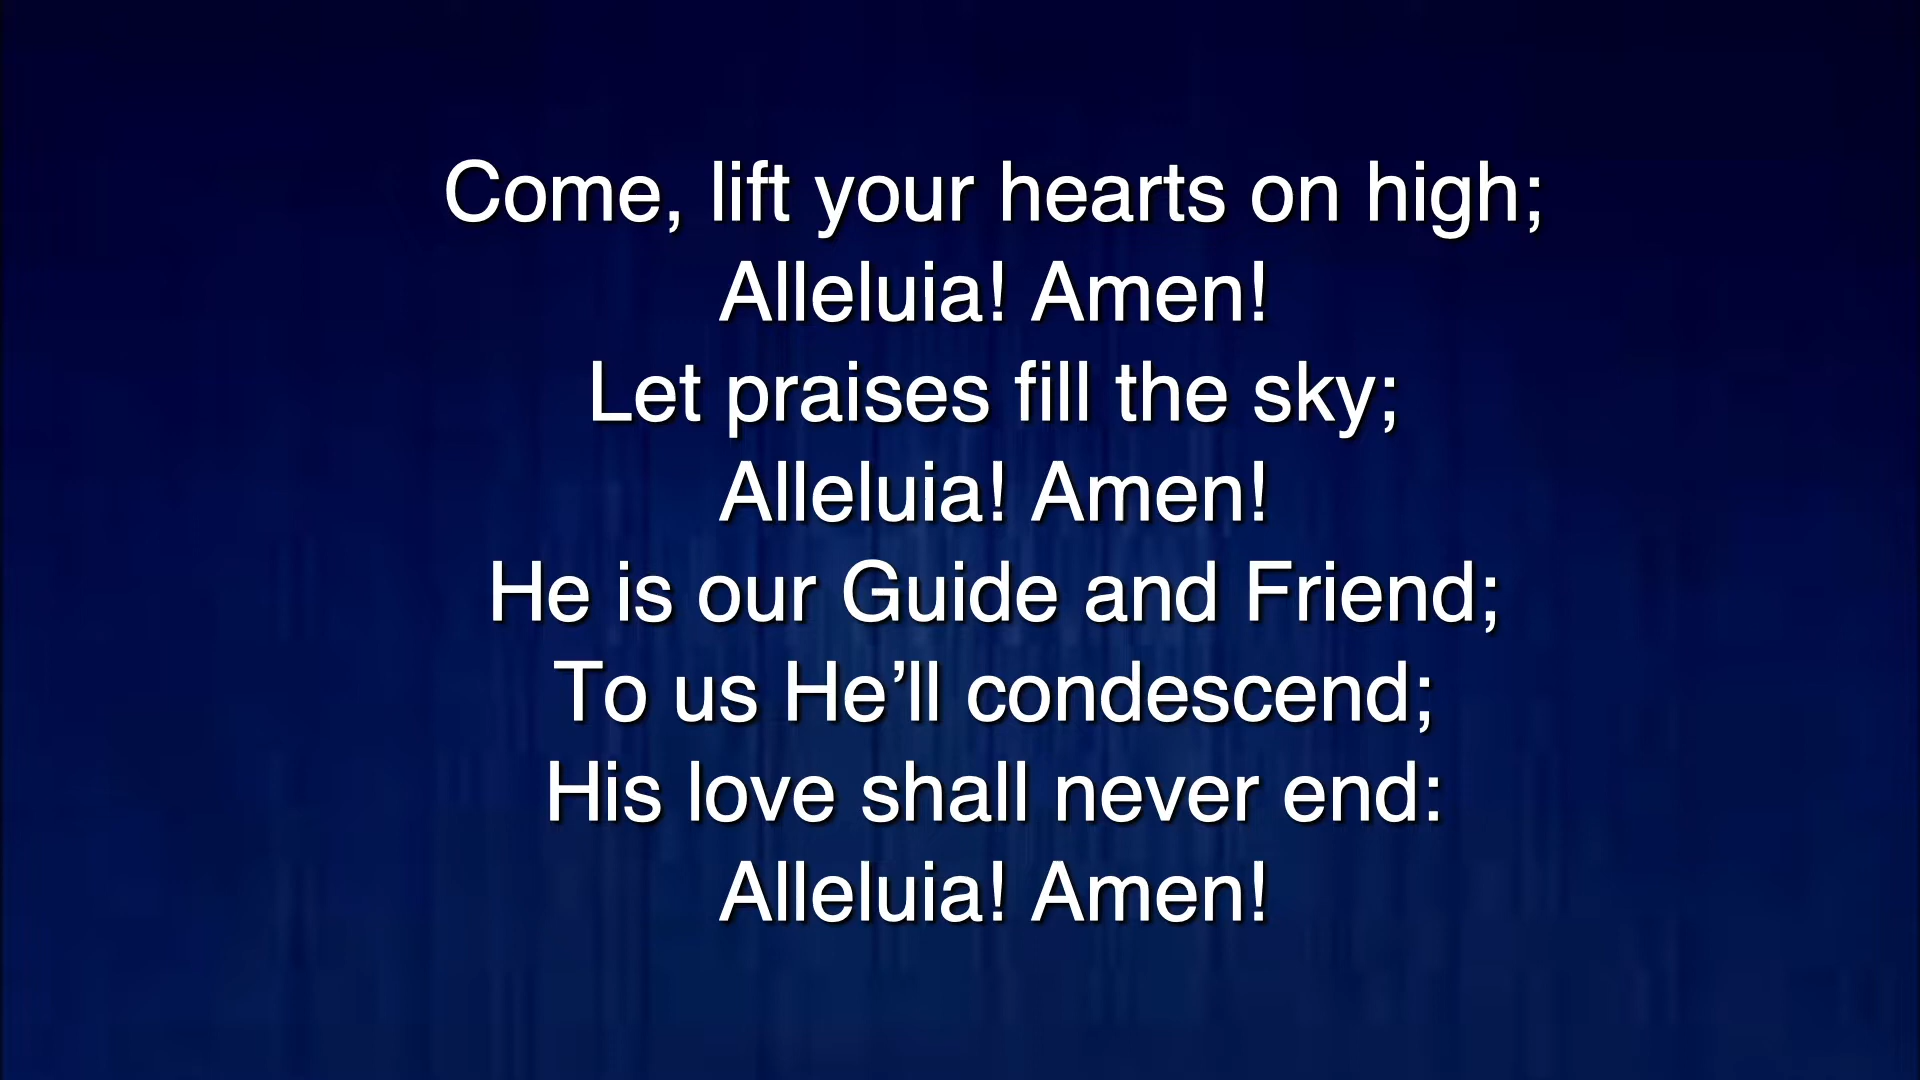 Come, lift your hearts on high;
Alleluia! Amen!
Let praises fill the sky;
Alleluia! Amen!
He is our Guide and Friend;
To us He’ll condescend;
His love shall never end:
Alleluia! Amen!